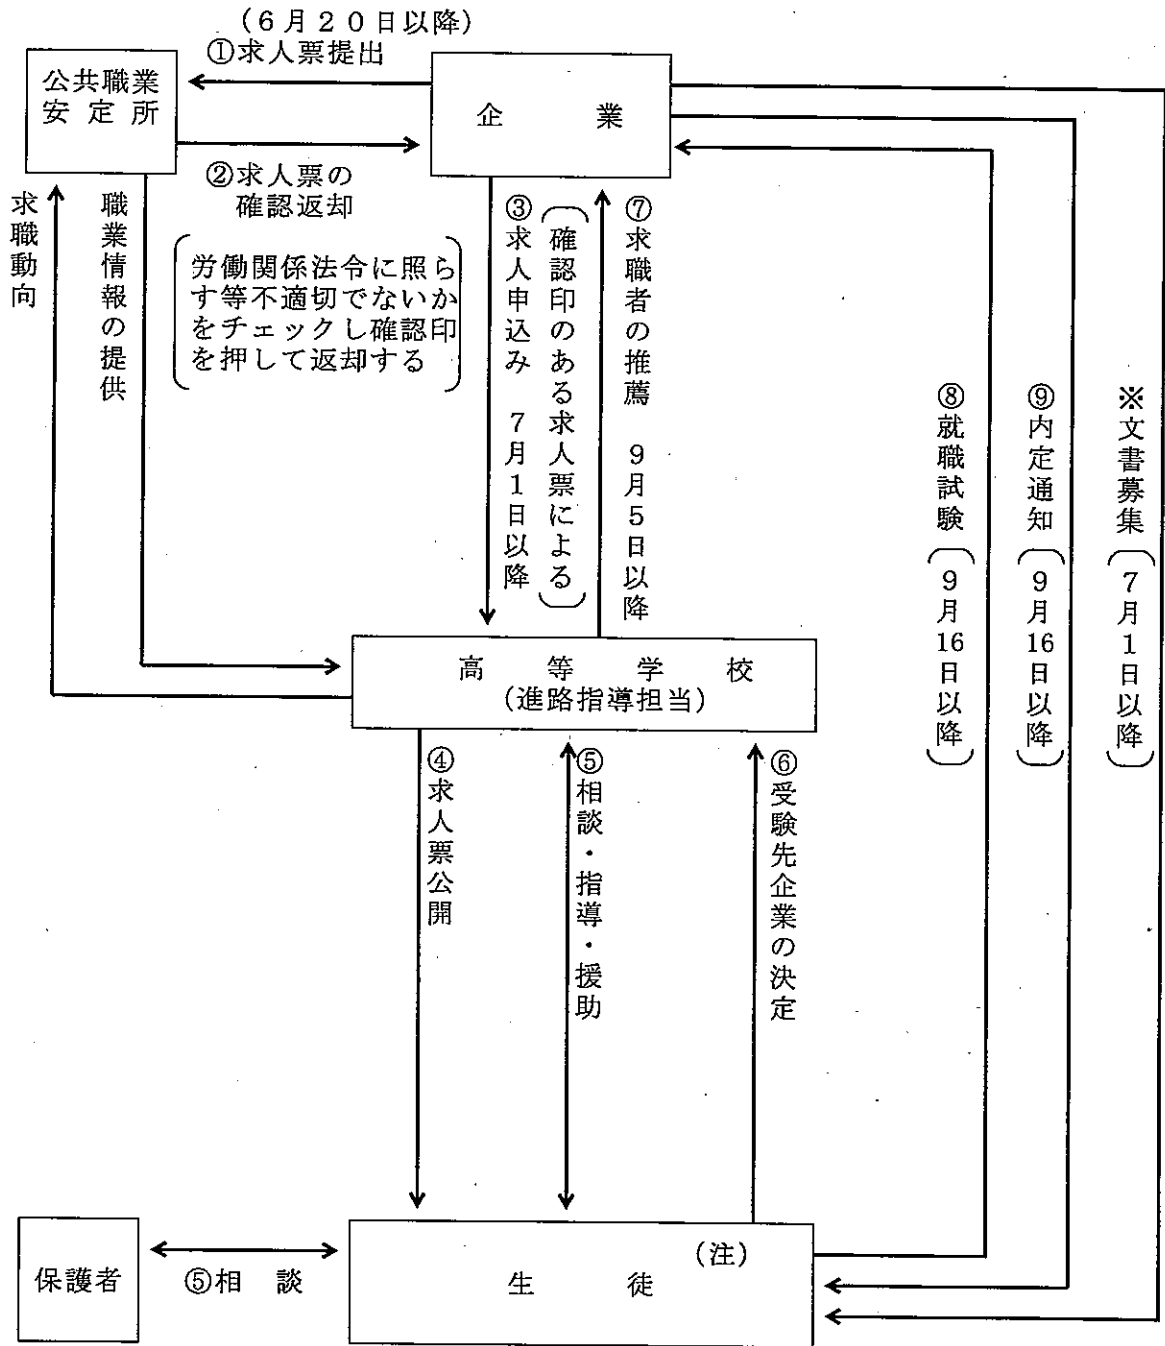 (6月20日以降)
①求人票提出
公共職業
安定所
企業
②求人票の
確認返却
労働関係法令に照ら
す等不適切でないか
をチェックし確認印
を押して返却する
求職動向
職業情報の提供
③求人申込み 7月1日以降
(確認印のある求人票による)
⑦求職者の推薦 9月5日以降
⑧就職試験(9月16日以降)
⑨内定通知(9月16日以降)
※文書募集(7月1日以降)
高等学校
(進路指導担当)
④求人票公開
⑤相談・指導・援助
⑥受験先企業の決定
保護者
⑤相談
(注)
生徒